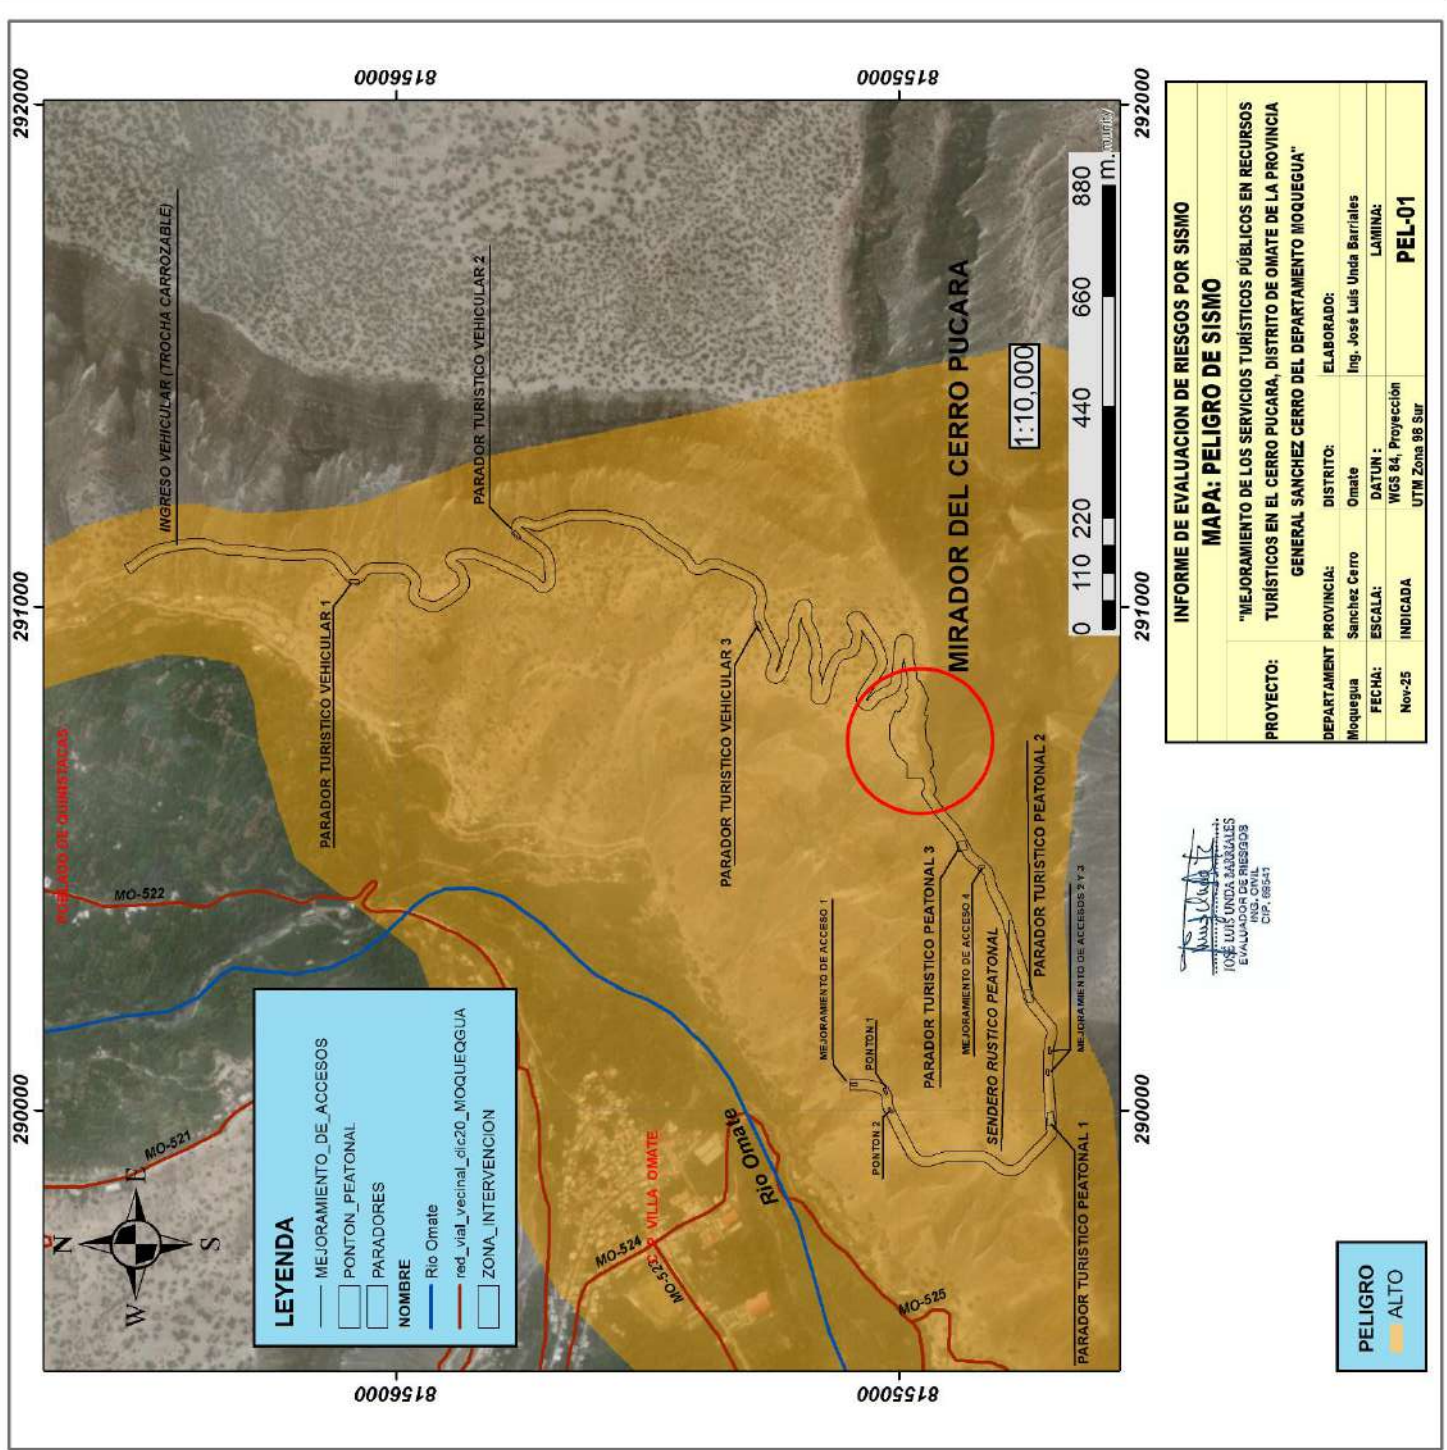 292000
291000
290000
8156000
8155000
8156000
8155000
292000
291000
290000
INGRESO VEHICULAR (TROCHA CARROZABLE)
PARADOR TURISTICO VEHICULAR 2
PARADOR TURISTICO VEHICULAR 1
PARADOR TURISTICO VEHICULAR 3
MIRADOR DEL CERRO PUCARA
1:10,000
0 110 220 440 660 880
m.
munity
POBLADO DE QUINISTACAS
MO-522
MO-521
N
E
S
W
LEYENDA
MEJORAMIENTO_DE_ACCESOS
PONTON_PEATONAL
PARADORES
NOMBRE
Rio Omate
red_vial_vecinal_dic20_MOQUEQGUA
ZONA_INTERVENCION
MEJORAMIENTO DE ACCESO 1
PONTON 1
PONTON 2
PARADOR TURISTICO PEATONAL 3
MEJORAMIENTO DE ACCESO 4
SENDERO RUSTICO PEATONAL
PARADOR TURISTICO PEATONAL 2
MEJORAMIENTO DE ACCESOS 2 Y 3
PARADOR TURISTICO PEATONAL 1
Rio Omate
VILLA OMATE
MO-524
MO-523
MO-525
INFORME DE EVALUACION DE RIESGOS POR SISMO
MAPA: PELIGRO DE SISMO
PROYECTO:
"MEJORAMIENTO DE LOS SERVICIOS TURÍSTICOS PÚBLICOS EN RECURSOS
TURÍSTICOS EN EL CERRO PUCARA, DISTRITO DE OMATE DE LA PROVINCIA
GENERAL SANCHEZ CERRO DEL DEPARTAMENTO MOQUEGUA"
DEPARTAMENT PROVINCIA: DISTRITO: ELABORADO:
Moquegua Sanchez Cerro Omate Ing. José Luis Unda Barriales
FECHA: ESCALA: DATUN : LAMINA:
Nov-25 INDICADA WGS 84, Proyección
UTM Zona 98 Sur
PEL-01
JOSÉ LUIS UNDA BARRIALES
EVALUADOR DE RIESGOS
ING. CIVIL
CIP. 69541
PELIGRO
ALTO